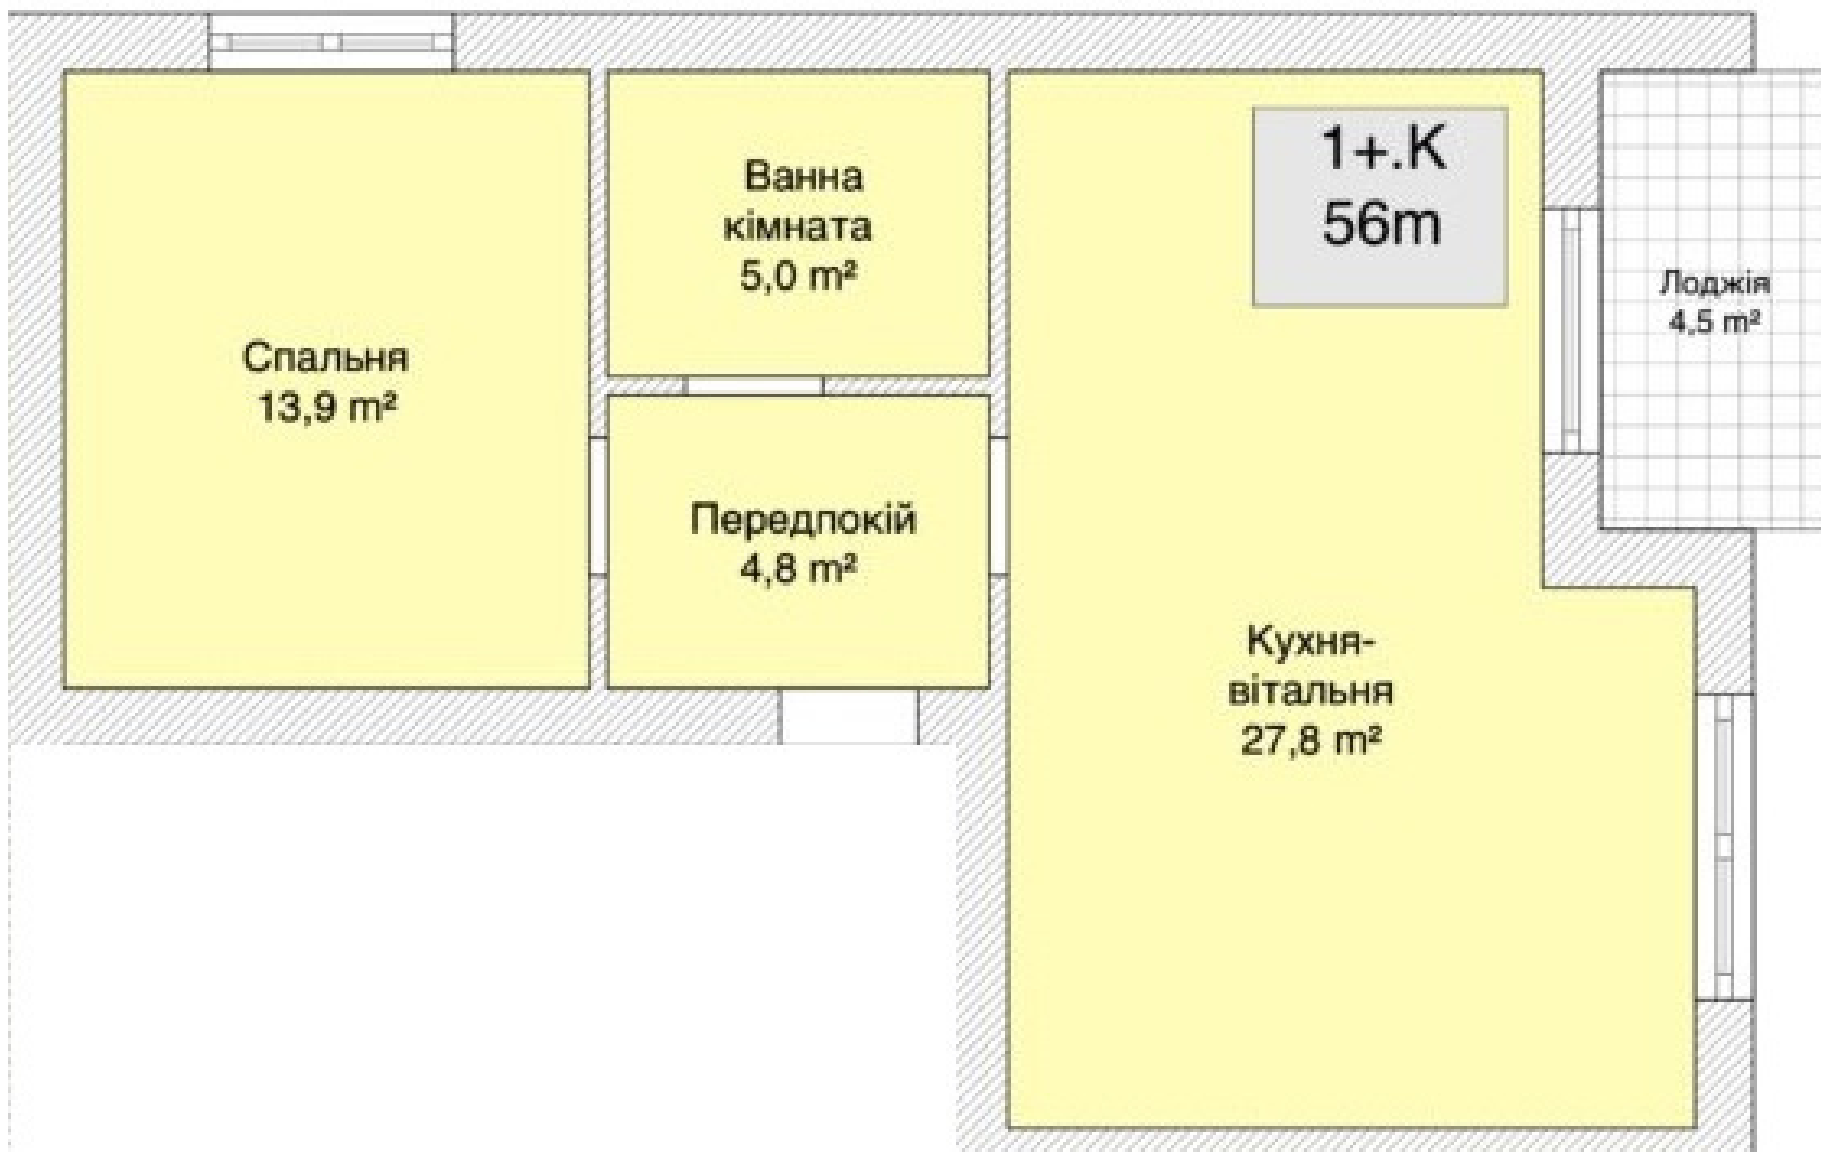 Спальня
13,9 m²
Ванна
кімната
5,0 m²
Передпокій
4,8 m²
1+.K
56m
Лоджія
4,5 m²
Кухня-
вітальня
27,8 m²